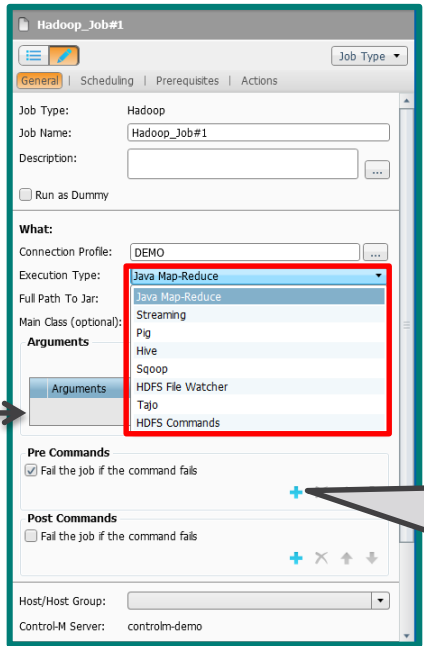 Hadoop_Job#1
Job Type
General | Scheduling | Prerequisites | Actions
Job Type: Hadoop
Job Name: Hadoop_Job#1
Description:
...
Run as Dummy
What:
Connection Profile: DEMO ...
Execution Type: Java Map-Reduce
Full Path To Jar: Java Map-Reduce
Main Class (optional): Streaming
Pig
Arguments
Hive
Sqoop
Arguments HDFS File Watcher
Tajo
HDFS Commands
Pre Commands
Fail the job if the command fails
Post Commands
Fail the job if the command fails
Host/Host Group:
Control-M Server: controlm-demo